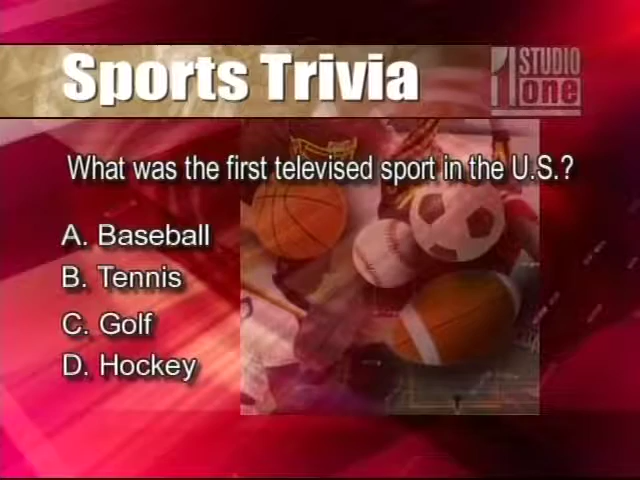 Sports Trivia
1 STUDIO
one
What was the first televised sport in the U.S.?
A. Baseball
B. Tennis
C. Golf
D. Hockey